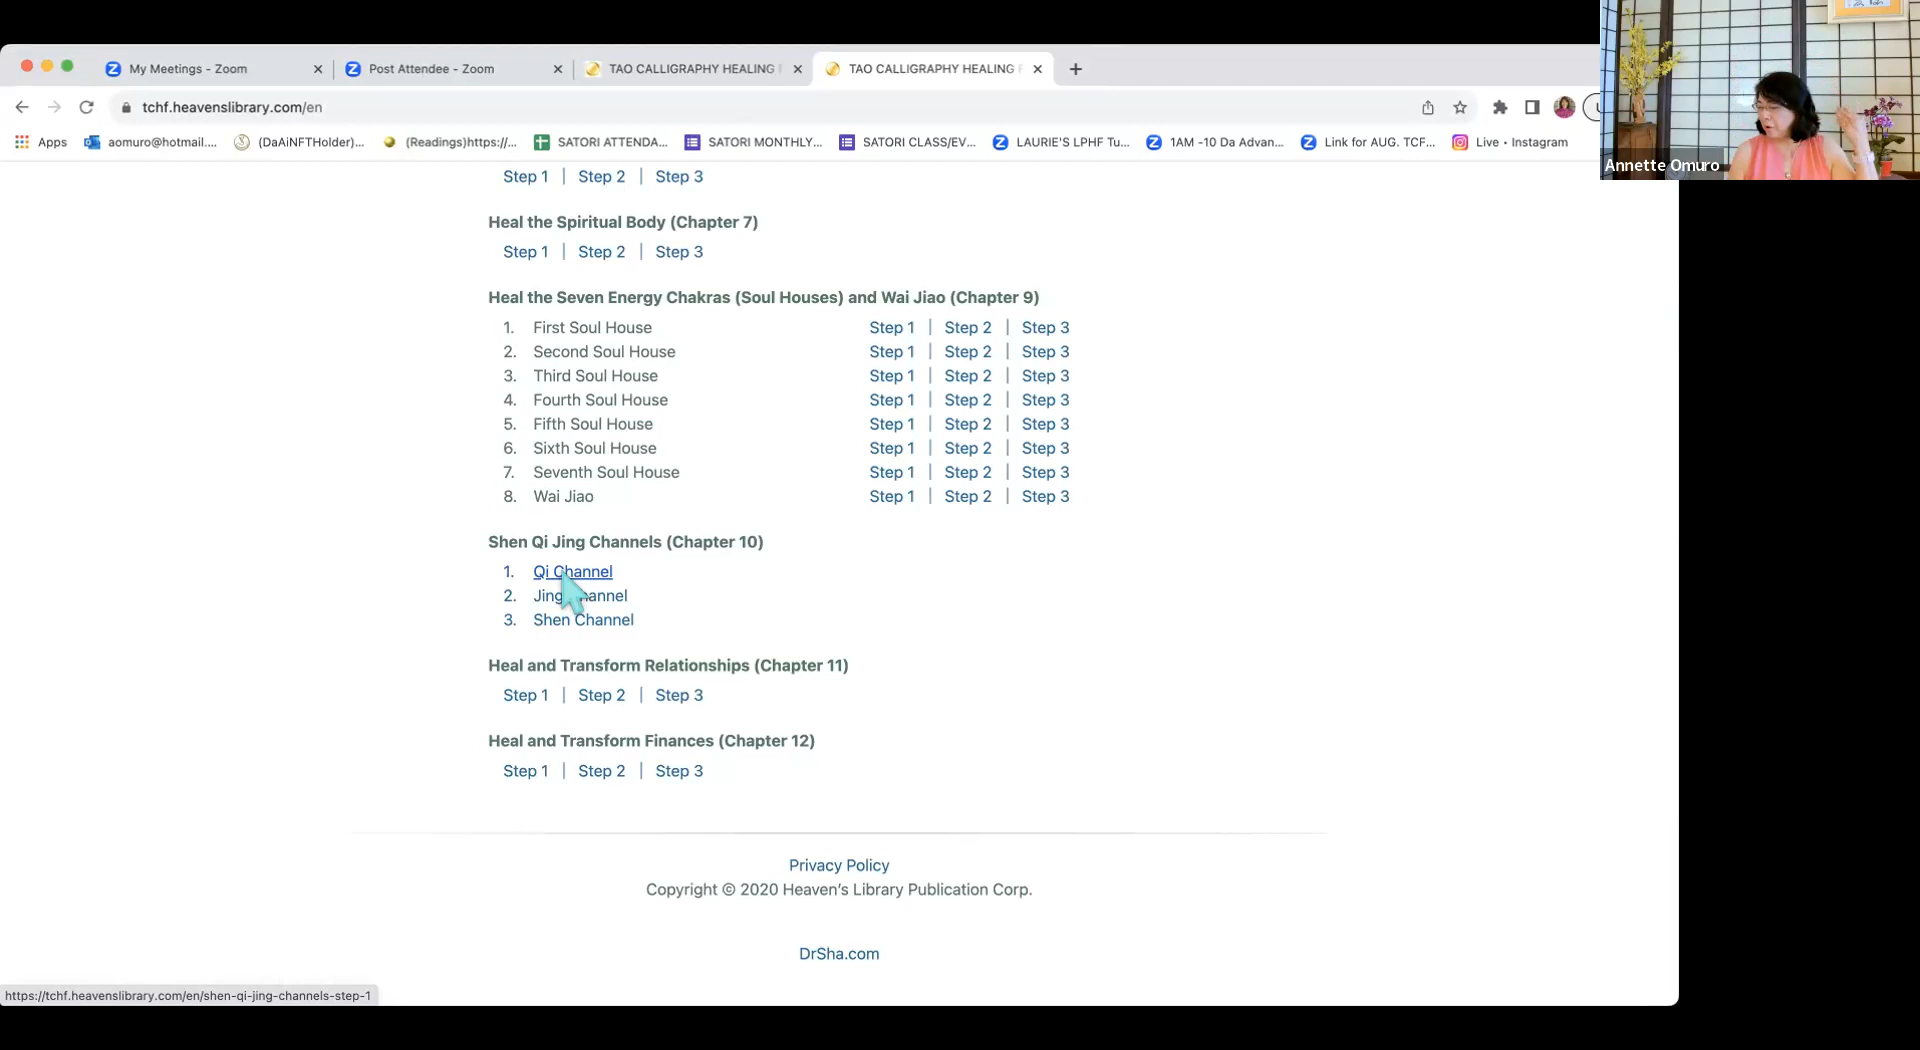 My Meetings - Zoom
Post Attendee - Zoom
TAO CALLIGRAPHY HEALING
TAO CALLIGRAPHY HEALING F
tchf.heavenslibrary.com/en
Apps
aomuro@hotmail....
(DaAiNFTHolder)...
(Readings)https://...
SATORI ATTENDA...
SATORI MONTHLY...
SATORI CLASS/EV...
LAURIE'S LPHF Tu...
1AM -10 Da Advan...
Link for AUG. TCF...
Live • Instagram
Annette Omuro
Step 1 | Step 2 | Step 3
Heal the Spiritual Body (Chapter 7)
Step 1 | Step 2 | Step 3
Heal the Seven Energy Chakras (Soul Houses) and Wai Jiao (Chapter 9)
1. First Soul House Step 1 | Step 2 | Step 3
2. Second Soul House Step 1 | Step 2 | Step 3
3. Third Soul House Step 1 | Step 2 | Step 3
4. Fourth Soul House Step 1 | Step 2 | Step 3
5. Fifth Soul House Step 1 | Step 2 | Step 3
6. Sixth Soul House Step 1 | Step 2 | Step 3
7. Seventh Soul House Step 1 | Step 2 | Step 3
8. Wai Jiao Step 1 | Step 2 | Step 3
Shen Qi Jing Channels (Chapter 10)
1. Qi Channel
2. Jing Channel
3. Shen Channel
Heal and Transform Relationships (Chapter 11)
Step 1 | Step 2 | Step 3
Heal and Transform Finances (Chapter 12)
Step 1 | Step 2 | Step 3
Privacy Policy
Copyright © 2020 Heaven's Library Publication Corp.
DrSha.com
https://tchf.heavenslibrary.com/en/shen-qi-jing-channels-step-1